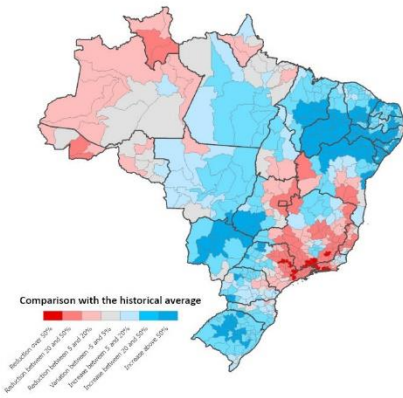 Comparison with the historical average
Reduction over 50%
Reduction between 20 and 50%
Reduction between 5 and 20%
Variation between -5 and 5%
Increase between 5 and 20%
Increase between 20 and 50%
Increase above 50%